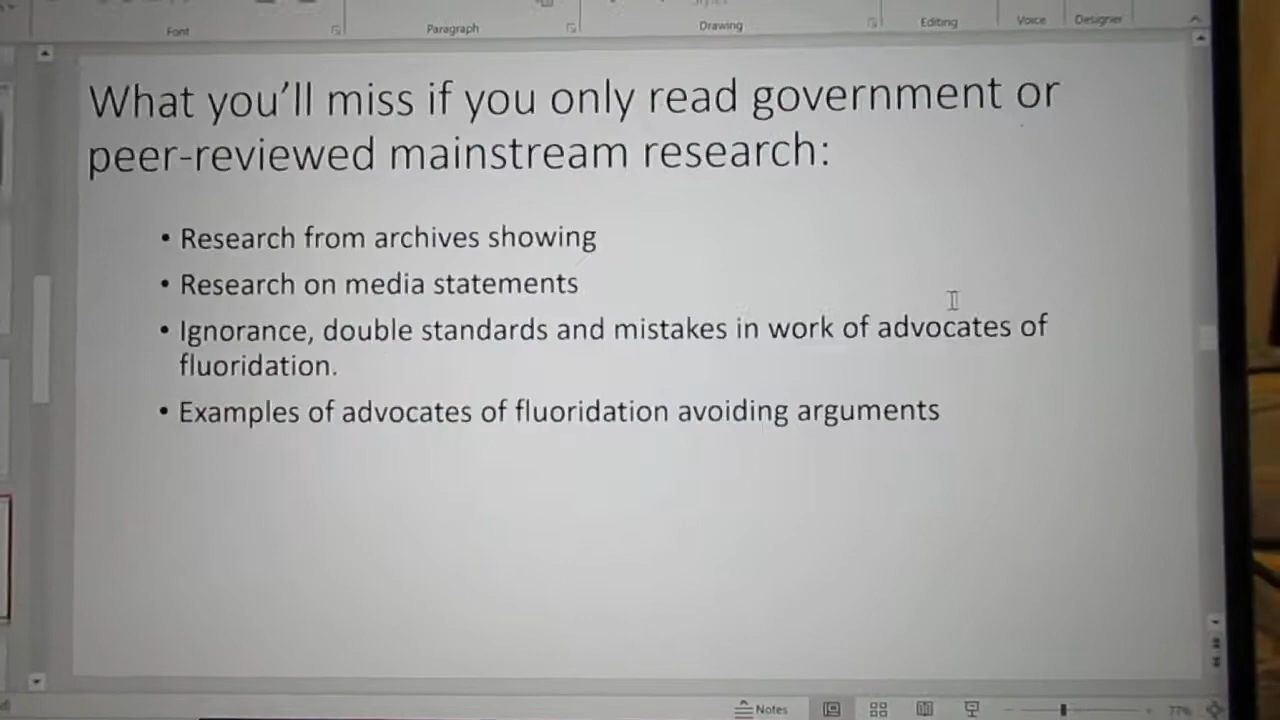 Font
Paragraph
Drawing
Editing
Voice
Designer
What you'll miss if you only read government or
peer-reviewed mainstream research:
• Research from archives showing
• Research on media statements
• Ignorance, double standards and mistakes in work of advocates of
fluoridation.
• Examples of advocates of fluoridation avoiding arguments
Notes
77%